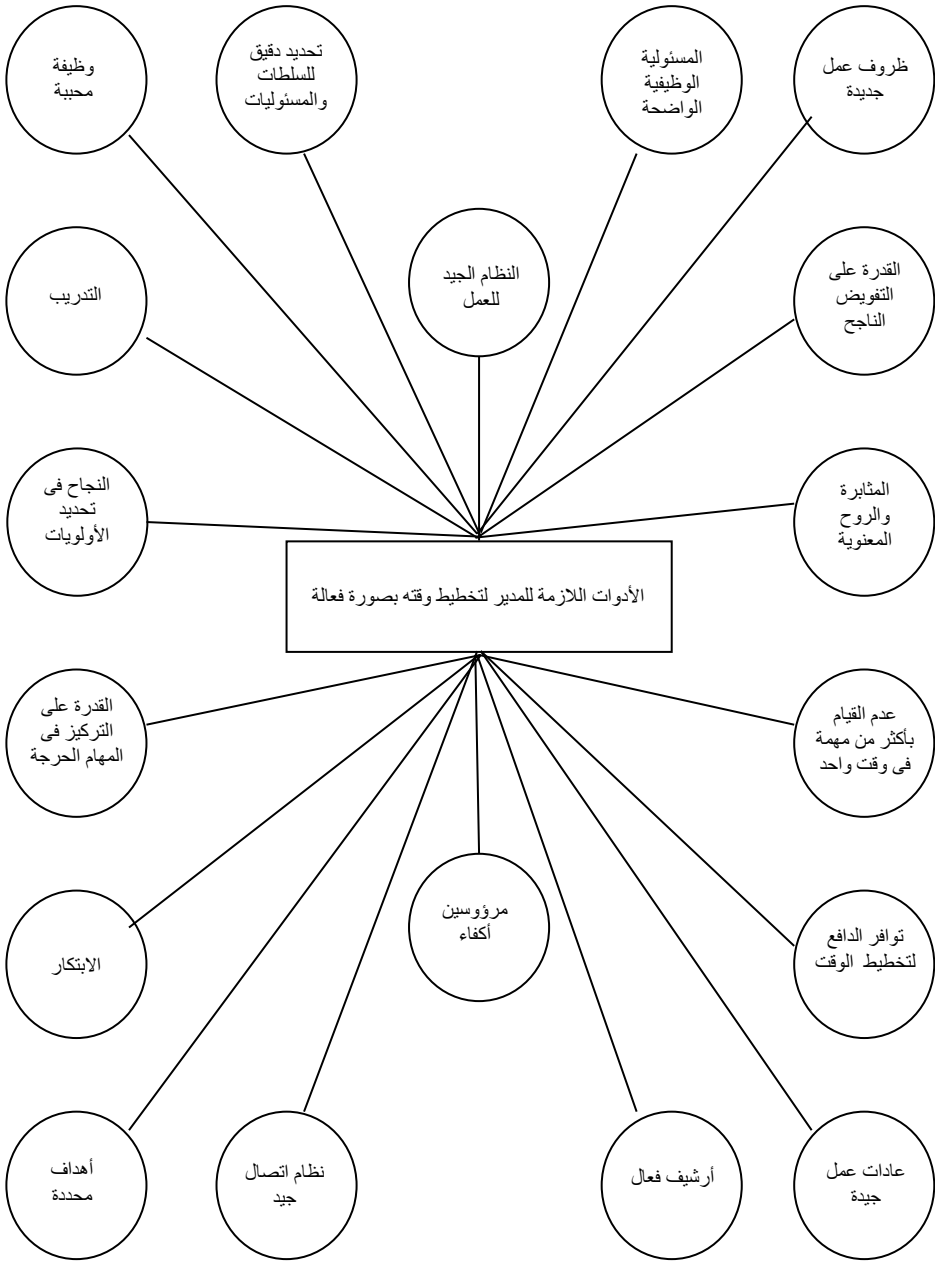 ظروف عمل
جديدة
المسئولية
الوظيفية
الواضحة
تحديد دقيق
للسلطات
والمسئوليات
وظيفة
محببة
القدرة على
التفويض
الناجح
النظام الجيد
للعمل
التدريب
المثابرة
والروح
المعنوية
النجاح فى
تحديد
الأولويات
الأدوات اللازمة للمدير لتخطيط وقته بصورة فعالة
عدم القيام
بأكثر من مهمة
فى وقت واحد
القدرة على
التركيز فى
المهام الحرجة
توافر الدافع
لتخطيط الوقت
مرؤوسين
أكفاء
الابتكار
عادات عمل
جيدة
أرشيف فعال
نظام اتصال
جيد
أهداف
محددة